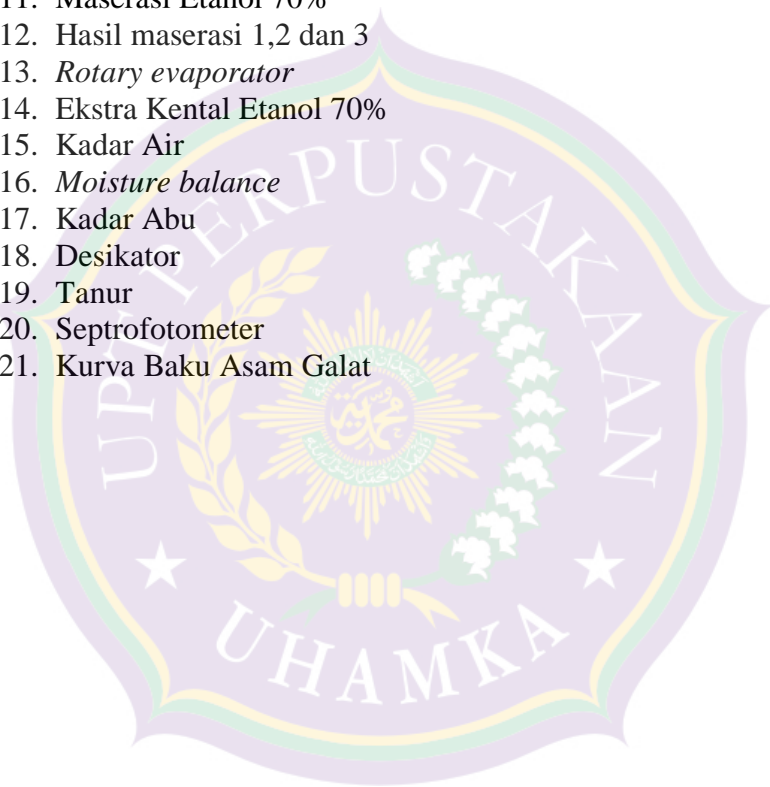 11. Maserasi Etanol 70%
12. Hasil maserasi 1,2 dan 3
13. Rotary evaporator
14. Ekstra Kental Etanol 70%
15. Kadar Air
16. Moisture balance
17. Kadar Abu
18. Desikator
19. Tanur
20. Septrofotometer
21. Kurva Baku Asam Galat
UPT PERPUSTAKAAN
UHAMKA